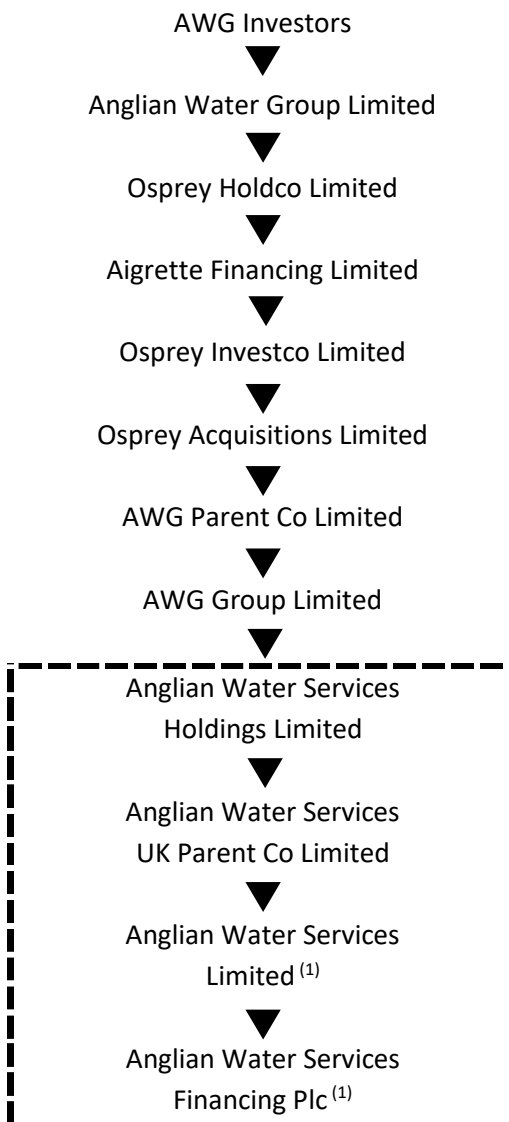 AWG Investors
Anglian Water Group Limited
Osprey Holdco Limited
Aigrette Financing Limited
Osprey Investco Limited
Osprey Acquisitions Limited
AWG Parent Co Limited
AWG Group Limited
Anglian Water Services
Holdings Limited
Anglian Water Services
UK Parent Co Limited
Anglian Water Services
Limited (1)
Anglian Water Services
Financing Plc (1)